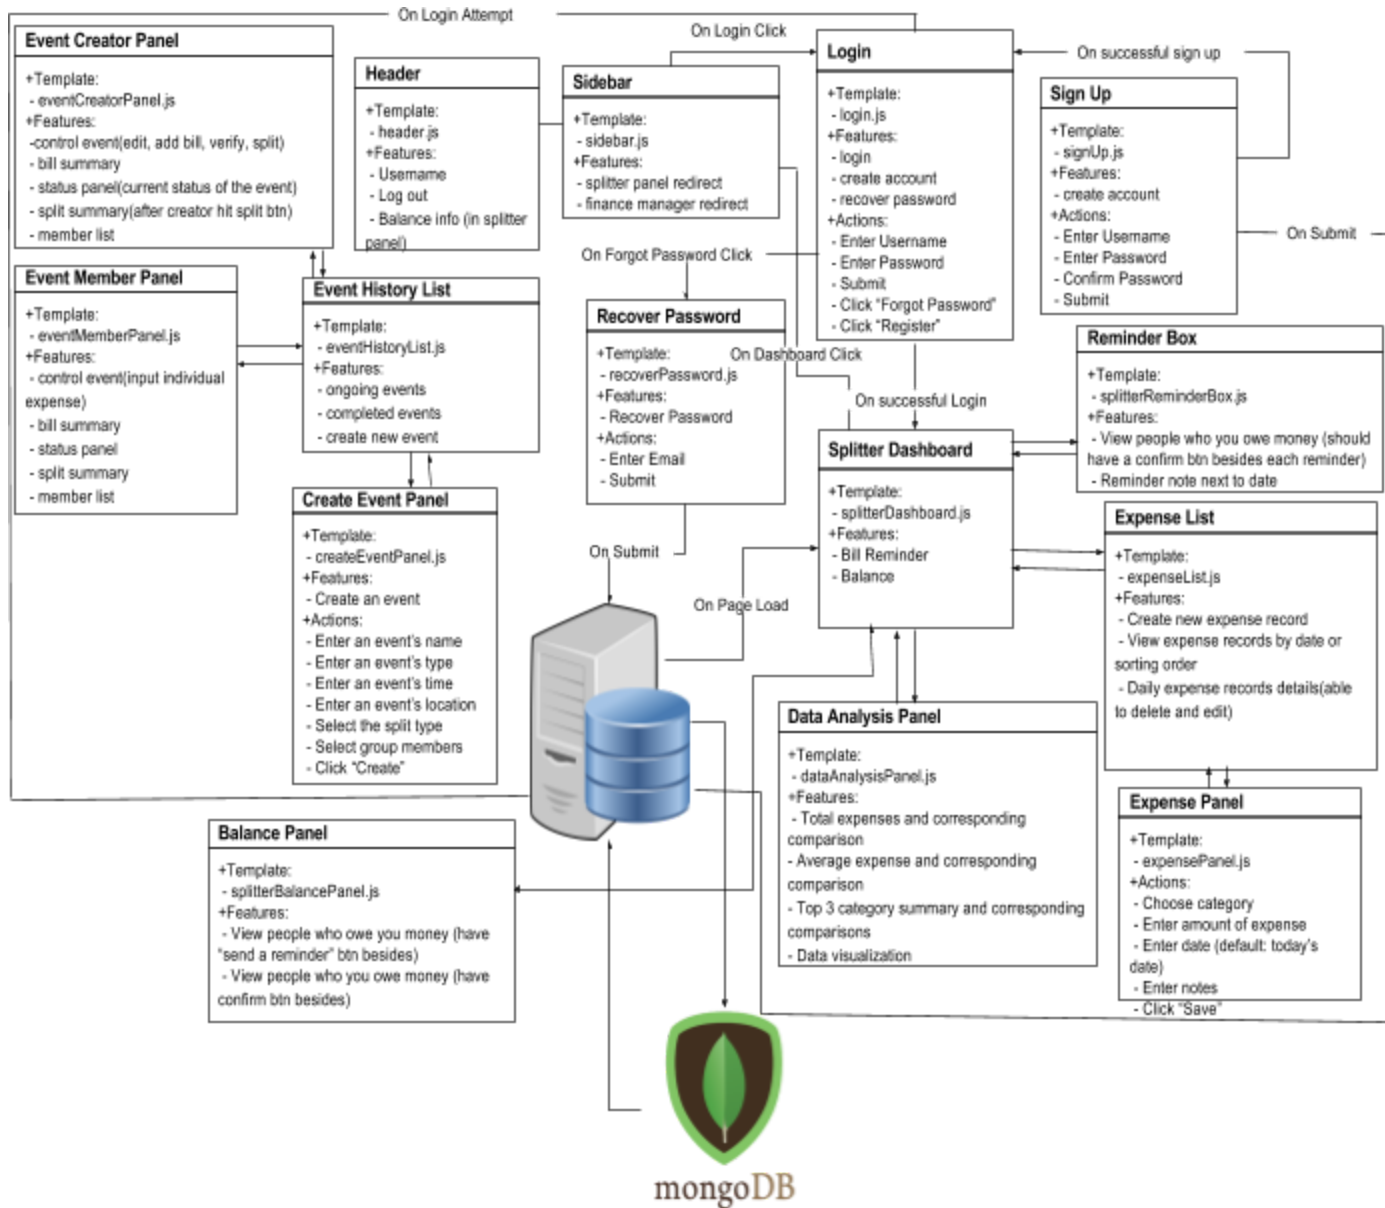 On Login Attempt
Event Creator Panel
+Template:
- eventCreatorPanel.js
+Features:
-control event(edit, add bill, verify, split)
- bill summary
- status panel(current status of the event)
- split summary(after creator hit split btn)
- member list
Header
+Template:
- header.js
+Features:
- Username
- Log out
- Balance info (in splitter
panel)
Sidebar
+Template:
- sidebar.js
+Features:
- splitter panel redirect
- finance manager redirect
On Login Click
Login
+Template:
- login.js
+Features:
- login
- create account
- recover password
+Actions:
- Enter Username
- Enter Password
- Submit
- Click "Forgot Password"
- Click "Register"
On successful sign up
Sign Up
+Template:
- signUp.js
+Features:
- create account
+Actions:
- Enter Username
- Enter Password
- Confirm Password
- Submit
On Submit
Event Member Panel
+Template:
- eventMemberPanel.js
+Features:
- control event(input individual
expense)
- bill summary
- status panel
- split summary
- member list
Event History List
+Template:
- eventHistoryList.js
+Features:
- ongoing events
- completed events
- create new event
On Forgot Password Click
Recover Password
+Template:
- recoverPassword.js
+Features:
- Recover Password
+Actions:
- Enter Email
- Submit
On Dashboard Click
On successful Login
Reminder Box
+Template:
- splitterReminderBox.js
+Features:
- View people who you owe money (should
have a confirm btn besides each reminder)
- Reminder note next to date
Splitter Dashboard
+Template:
- splitterDashboard.js
+Features:
- Bill Reminder
- Balance
Create Event Panel
+Template:
- createEventPanel.js
+Features:
- Create an event
+Actions:
- Enter an event's name
- Enter an event's type
- Enter an event's time
- Enter an event's location
- Select the split type
- Select group members
- Click "Create"
On Submit
On Page Load
Expense List
+Template:
- expenseList.js
+Features:
- Create new expense record
- View expense records by date or
sorting order
- Daily expense records details(able
to delete and edit)
Data Analysis Panel
+Template:
- dataAnalysisPanel.js
+Features:
- Total expenses and corresponding
comparison
- Average expense and corresponding
comparison
- Top 3 category summary and corresponding
comparisons
- Data visualization
Expense Panel
+Template:
- expensePanel.js
+Actions:
- Choose category
- Enter amount of expense
- Enter date (default: today's
date)
- Enter notes
- Click "Save"
Balance Panel
+Template:
- splitterBalancePanel.js
+Features:
- View people who owe you money (have
"send a reminder" btn besides)
- View people who you owe money (have
confirm btn besides)
mongoDB